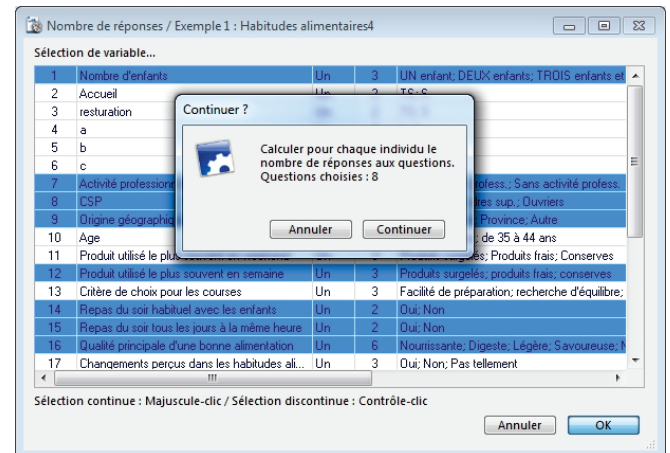 Nombre de réponses / Exemple 1 : Habitudes alimentaires4
Sélection de variable...
1 Nombre d'enfants Un 3 UN enfant; DEUX enfants; TROIS enfants et
2 Accueil Un 2 TS; S
3 resturation
4 a
5 b
6 c
7 Activité profession profess.; Sans activité profess.
8 CSP res sup.; Ouvriers
9 Origine géographiq Province; Autre
10 Age ; de 35 à 44 ans
11 Produit utilisé le plus Produits frais; Conserves
12 Produit utilisé le plus souvent en semaine Un 3 Produits surgelés; produits frais; conserves
13 Critère de choix pour les courses Un 3 Facilité de préparation; recherche d'équilibre;
14 Repas du soir habituel avec les enfants Un 2 Oui; Non
15 Repas du soir tous les jours à la même heure Un 2 Oui; Non
16 Qualité principale d'une bonne alimentation Un 6 Nourrissante; Digeste; Légère; Savoureuse; N
17 Changements perçus dans les habitudes ali... Un 3 Oui; Non; Pas tellement
Continuer ?
Calculer pour chaque individu le
nombre de réponses aux questions.
Questions choisies : 8
Annuler Continuer
Sélection continue : Majuscule-clic / Sélection discontinue : Contrôle-clic
Annuler OK